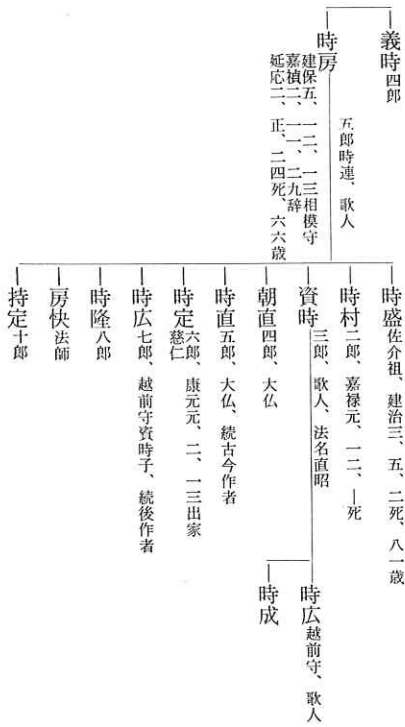 義時四郎
時房
五郎時連、歌人
建保五、一二、一三相模守
嘉禎二、一一、二九辞
延応二、正、二四死、六六歳
時盛佐介祖、建治三、五、二死、八一歳
時村二郎、嘉禄元、一二、—死
資時三郎、歌人、法名直昭
時広越前守、歌人
時成
朝直四郎、大仏
時直五郎、大仏、続古今作者
時定六郎、康元元、二、一三出家
慈仁
時広七郎、越前守資時子、続後作者
時隆八郎
房快法師
持定十郎